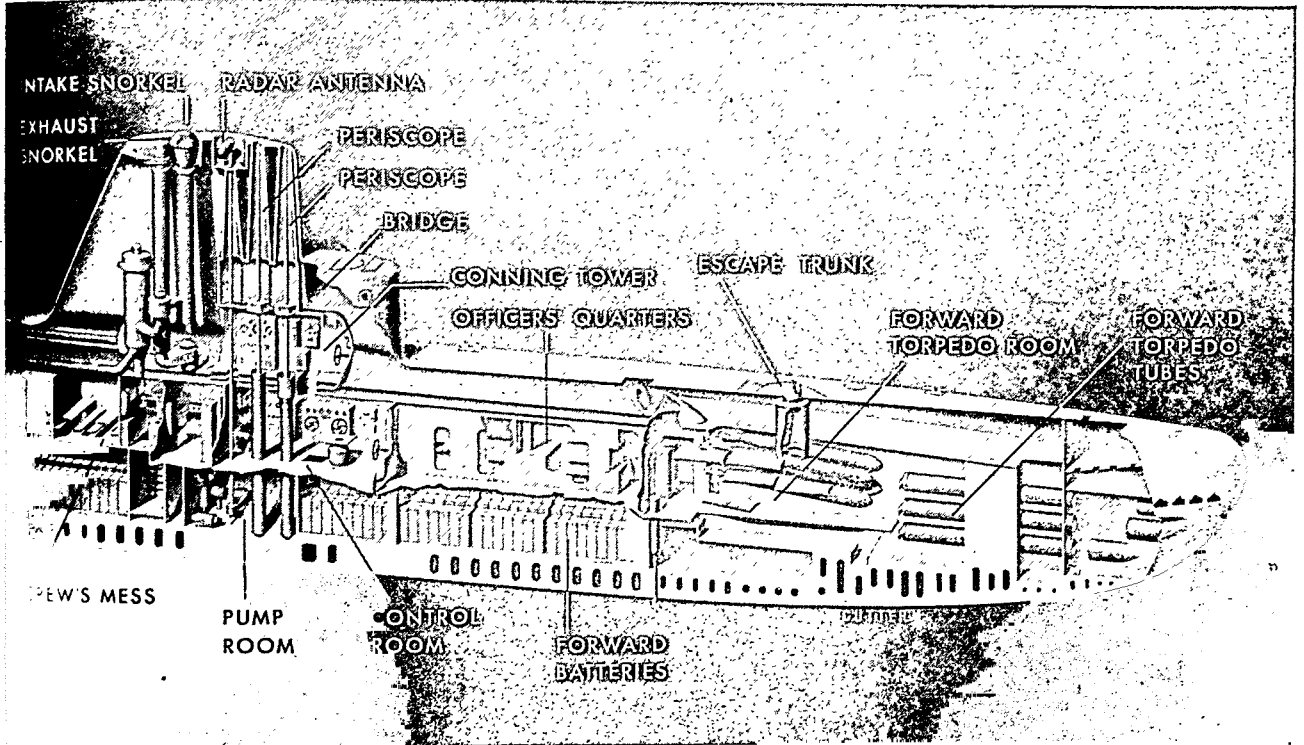 NTAKE SNORKEL
RADAR ANTENNA
EXHAUST
SNORKEL
PERISCOPE
PERISCOPE
BRIDGE
CONNING TOWER
OFFICERS' QUARTERS
ESCAPE TRUNK
FORWARD
TORPEDO ROOM
FORWARD
TORPEDO
TUBES
REW'S MESS
PUMP
ROOM
ONTROL
ROOM
FORWARD
BATTERIES